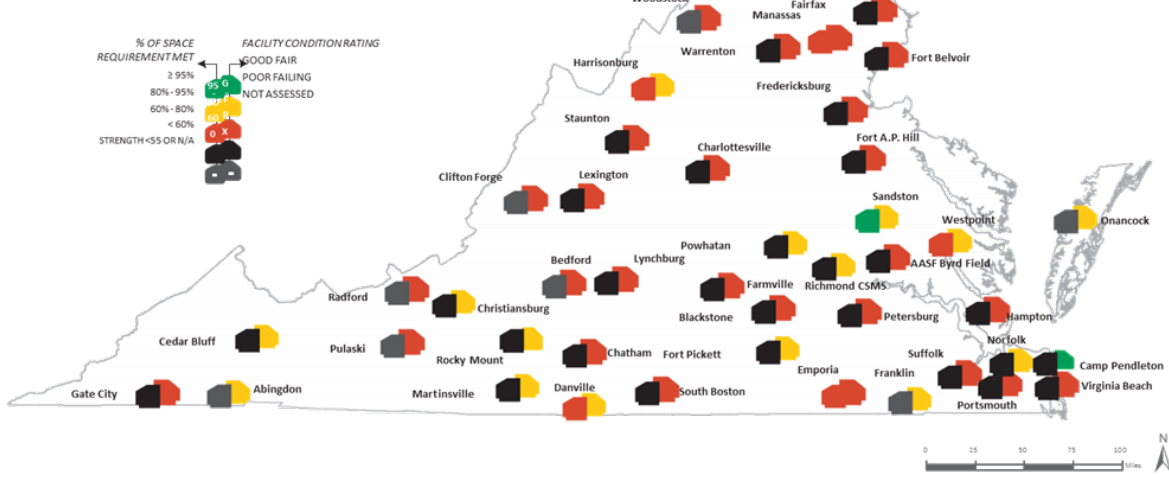 Woodstock
Fairfax
Manassas
% OF SPACE
REQUIREMENT MET
FACILITY CONDITION RATING
GOOD FAIR
POOR FAILING
NOT ASSESSED
≥ 95%
80% - 95%
60% - 80%
< 60%
STRENGTH <55 OR N/A
95 G
60
0 X
Warrenton
Fort Belvoir
Harrisonburg
Fredericksburg
Staunton
Fort A.P. Hill
Charlottesville
Clifton Forge
Lexington
Sandston
Westpoint
Onancock
Powhatan
AASF Byrd Field
Bedford
Lynchburg
Richmond CSMS
Radford
Farmville
Christiansburg
Blackstone
Petersburg
Hampton
Cedar Bluff
Pulaski
Rocky Mount
Chatham
Fort Pickett
Norfolk
Suffolk
Camp Pendleton
Emporia
Franklin
Virginia Beach
Gate City
Abingdon
Martinsville
Danville
South Boston
Portsmouth
N
0 25 50 75 100
Miles